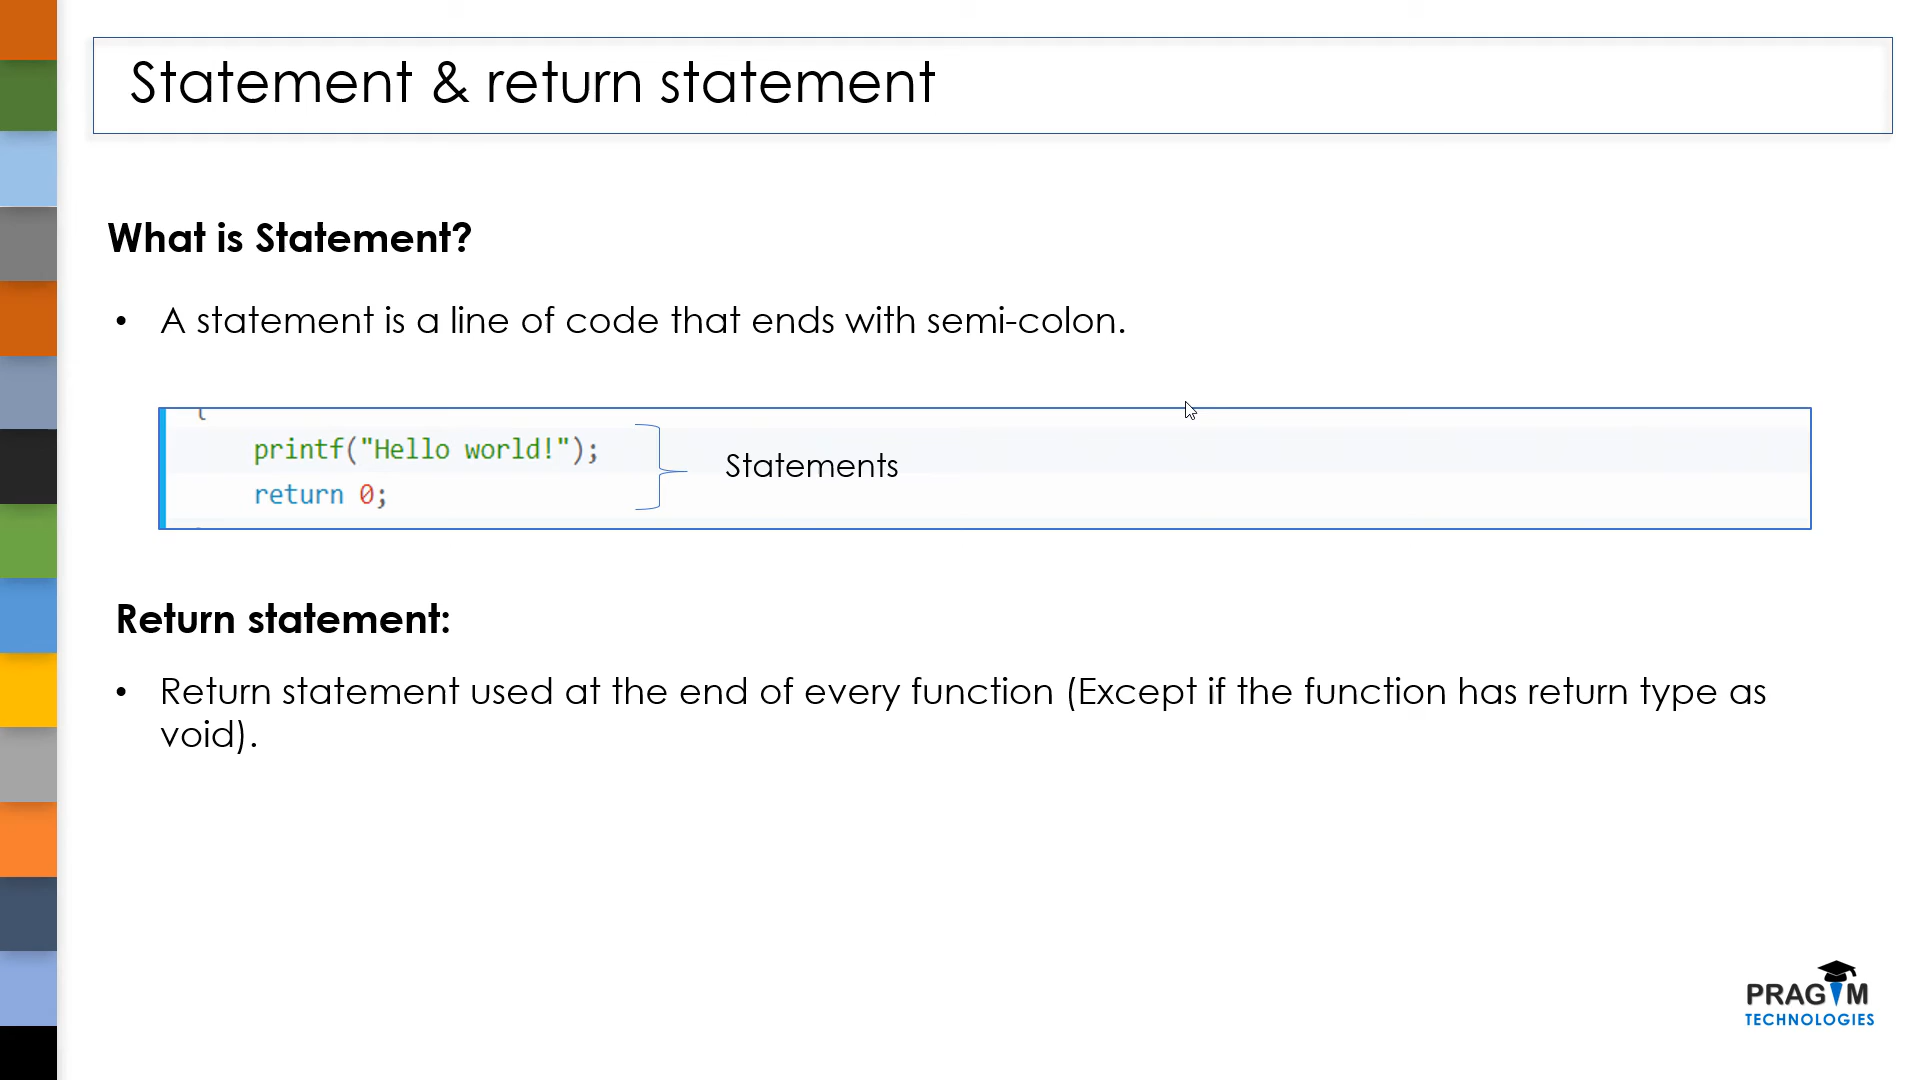 Statement & return statement
What is Statement?
• A statement is a line of code that ends with semi-colon.
{
printf("Hello world!");
return 0;
Statements
Return statement:
• Return statement used at the end of every function (Except if the function has return type as
void).
PRAGIM
TECHNOLOGIES